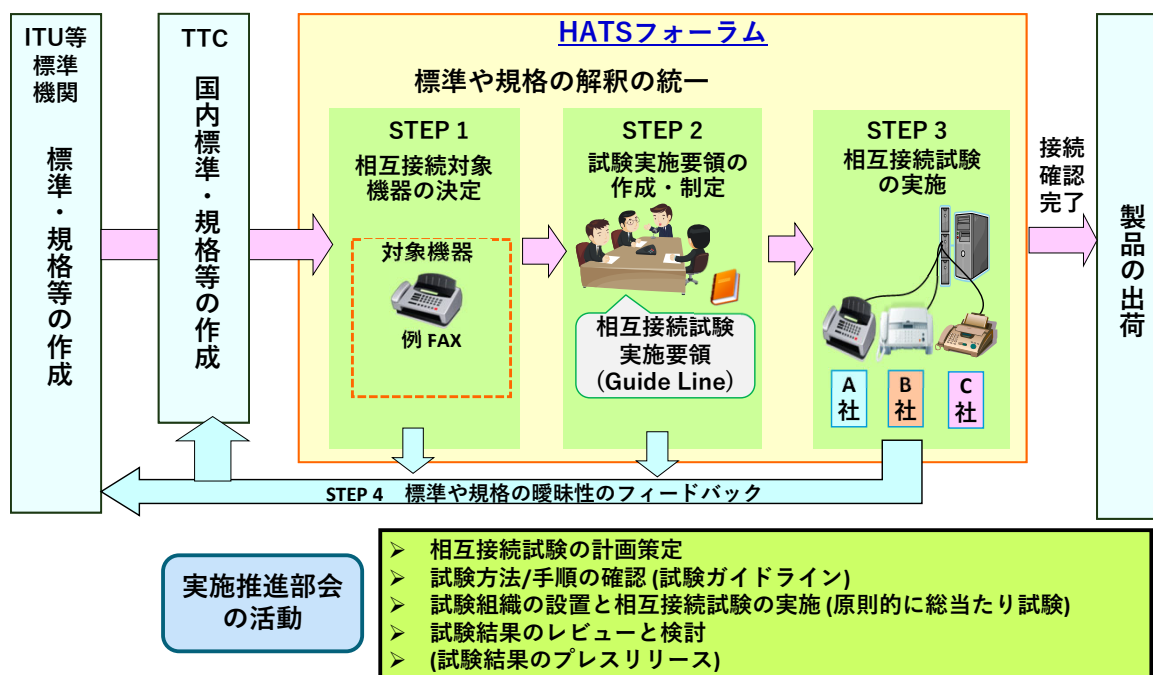 ITU等
標準
機関
標準・規格等の作成
TTC
国内標準・規格等の作成
HATSフォーラム
標準や規格の解釈の統一
STEP 1
相互接続対象
機器の決定
対象機器
例 FAX
STEP 2
試験実施要領の
作成・制定
相互接続試験
実施要領
(Guide Line)
STEP 3
相互接続試験
の実施
A
社
B
社
C
社
接続
確認
完了
製品の出荷
STEP 4 標準や規格の曖昧性のフィードバック
実施推進部会
の活動
➢ 相互接続試験の計画策定
➢ 試験方法/手順の確認 (試験ガイドライン)
➢ 試験組織の設置と相互接続試験の実施 (原則的に総当たり試験)
➢ 試験結果のレビューと検討
➢ (試験結果のプレスリリース)